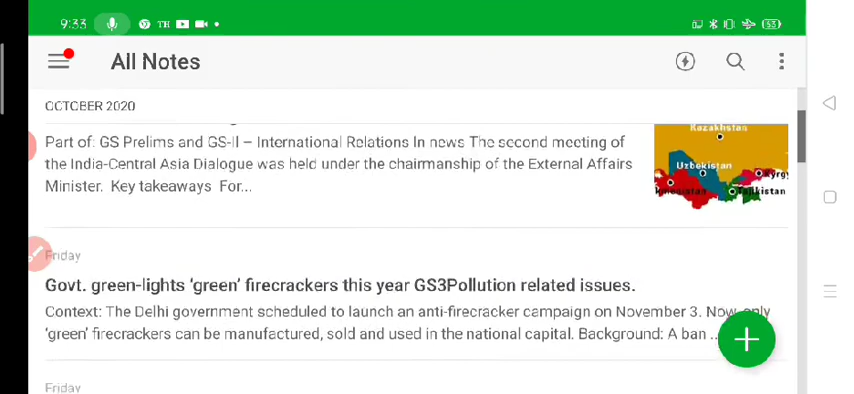 9:33 TH 53
All Notes
OCTOBER 2020
Part of: GS Prelims and GS-II – International Relations In news The second meeting of
the India-Central Asia Dialogue was held under the chairmanship of the External Affairs
Minister. Key takeaways For...
Kazakhstan
Uzbekistan
Kyrgy
Tajikistan
Friday
Govt. green-lights ‘green’ firecrackers this year GS3Pollution related issues.
Context: The Delhi government scheduled to launch an anti-firecracker campaign on November 3. Now, only
‘green’ firecrackers can be manufactured, sold and used in the national capital. Background: A ban ...
Friday